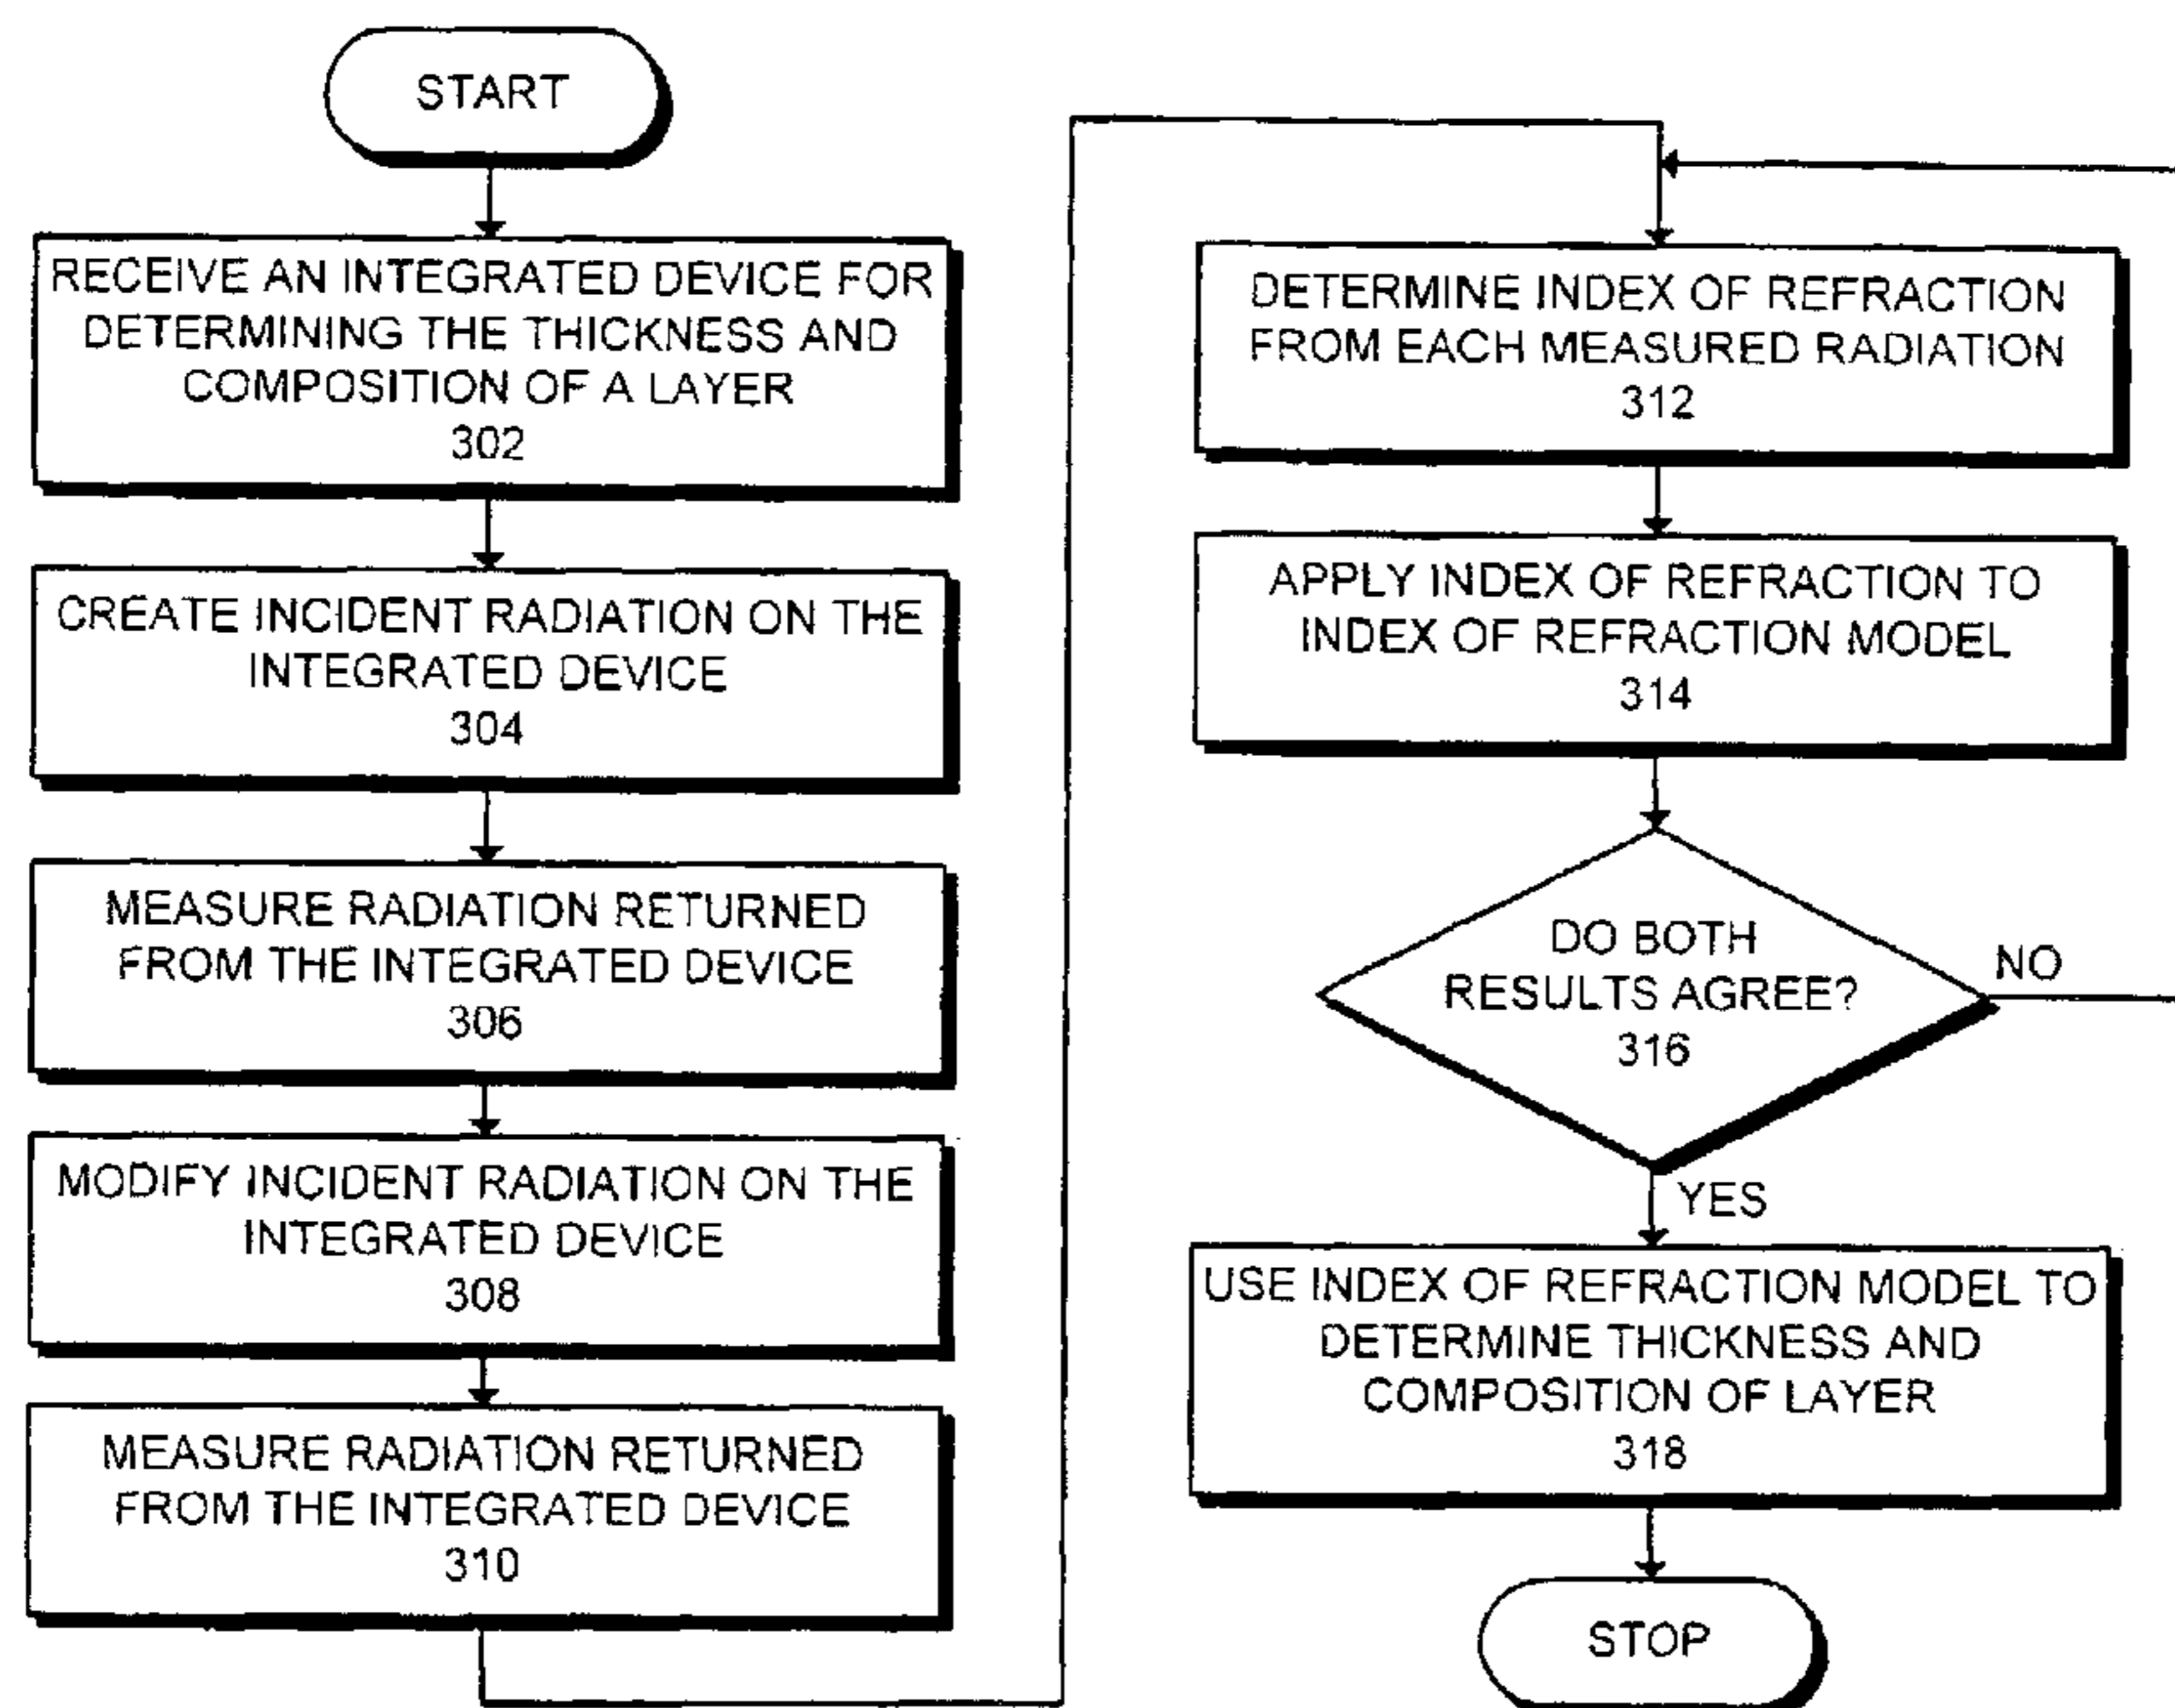 START
RECEIVE AN INTEGRATED DEVICE FOR
DETERMINING THE THICKNESS AND
COMPOSITION OF A LAYER
302
CREATE INCIDENT RADIATION ON THE
INTEGRATED DEVICE
304
MEASURE RADIATION RETURNED
FROM THE INTEGRATED DEVICE
306
MODIFY INCIDENT RADIATION ON THE
INTEGRATED DEVICE
308
MEASURE RADIATION RETURNED
FROM THE INTEGRATED DEVICE
310
DETERMINE INDEX OF REFRACTION
FROM EACH MEASURED RADIATION
312
APPLY INDEX OF REFRACTION TO
INDEX OF REFRACTION MODEL
314
DO BOTH
RESULTS AGREE?
316
NO
YES
USE INDEX OF REFRACTION MODEL TO
DETERMINE THICKNESS AND
COMPOSITION OF LAYER
318
STOP